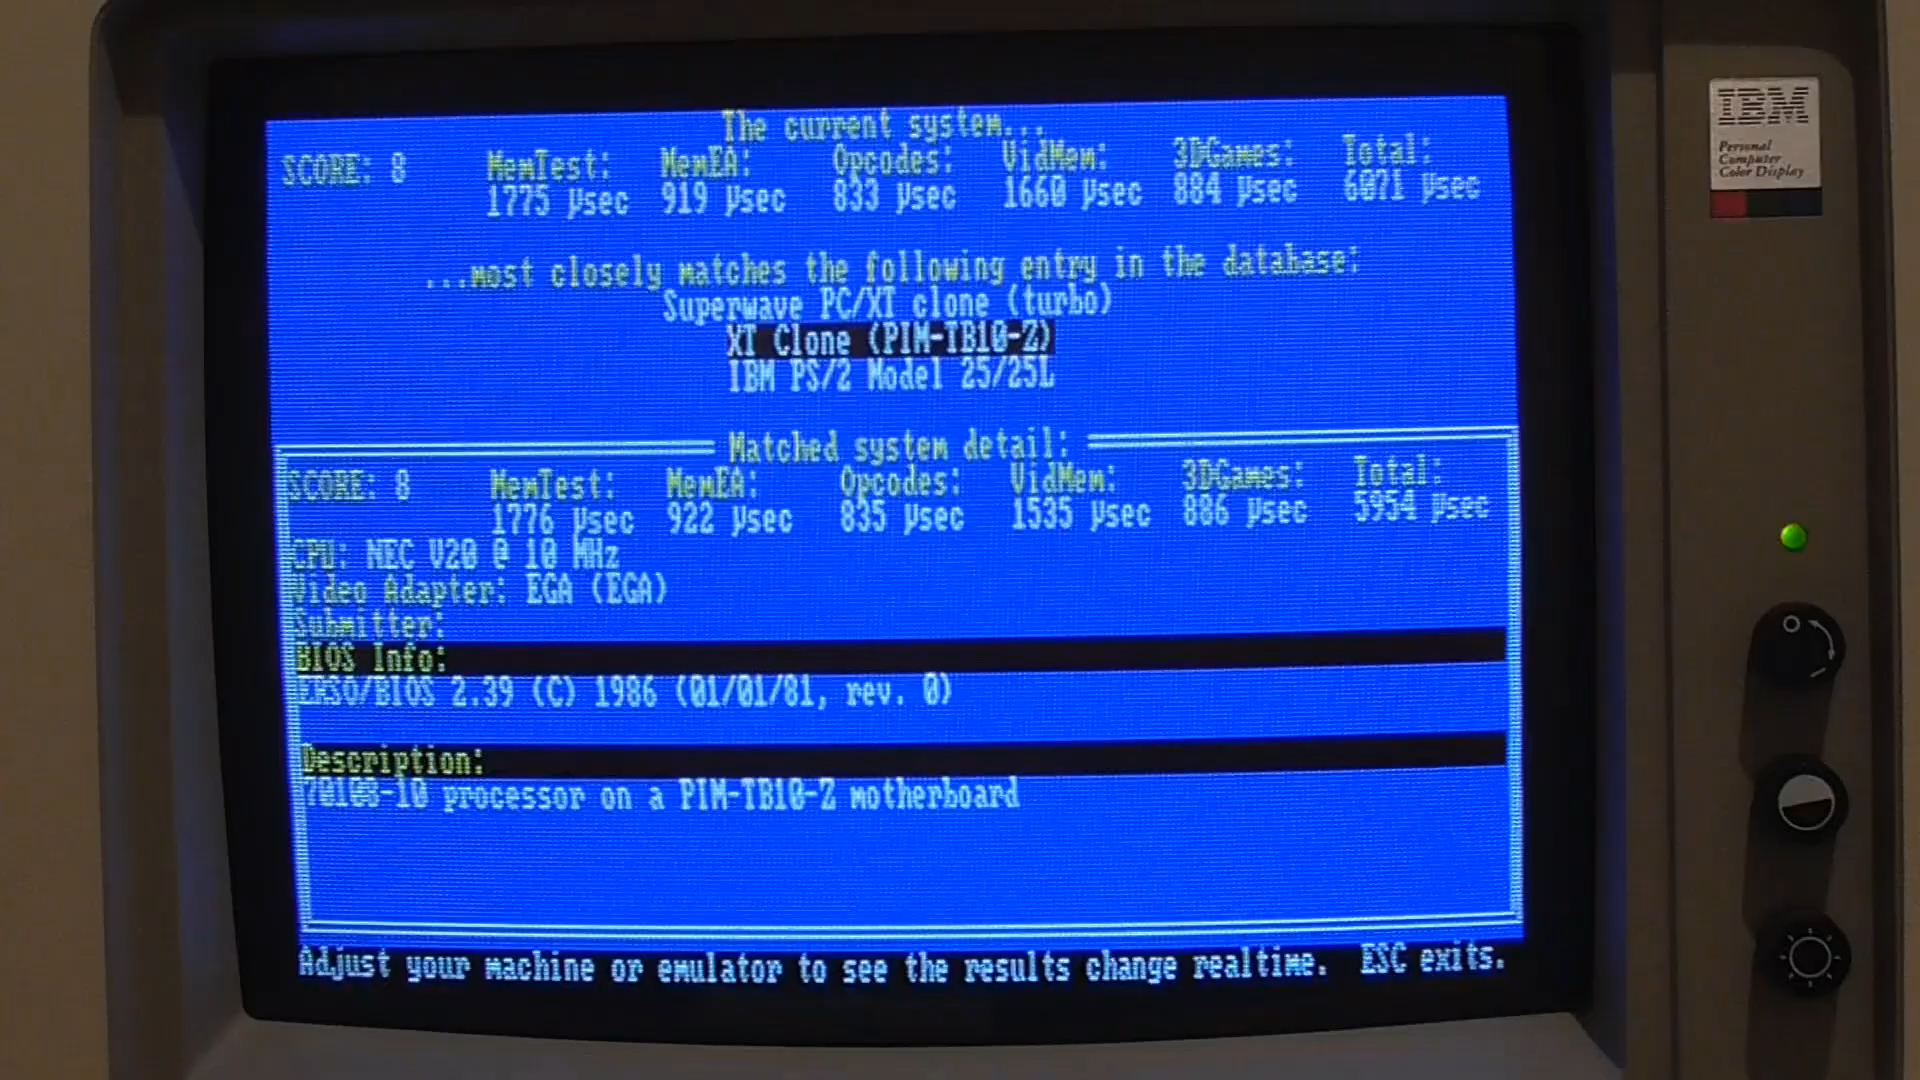 The current system...
SCORE: 8 MemTest: MemEA: Opcodes: VidMem: 3DGames: Total:
1775 µsec 919 µsec 833 µsec 1660 µsec 884 µsec 6071 µsec
...most closely matches the following entry in the database:
Superwave PC/XT clone (turbo)
XT Clone (PIM-TB10-Z)
IBM PS/2 Model 25/25L
Matched system detail:
SCORE: 8 MemTest: MemEA: Opcodes: VidMem: 3DGames: Total:
1776 µsec 922 µsec 835 µsec 1535 µsec 886 µsec 5954 µsec
CPU: NEC V20 @ 10 MHz
Video Adapter: EGA (EGA)
Submitter:
BIOS Info:
ERSO/BIOS 2.39 (C) 1986 (01/01/81, rev. 0)
Description:
70108-10 processor on a PIM-TB10-Z motherboard
Adjust your machine or emulator to see the results change realtime. ESC exits.
IBM
Personal
Computer
Color Display